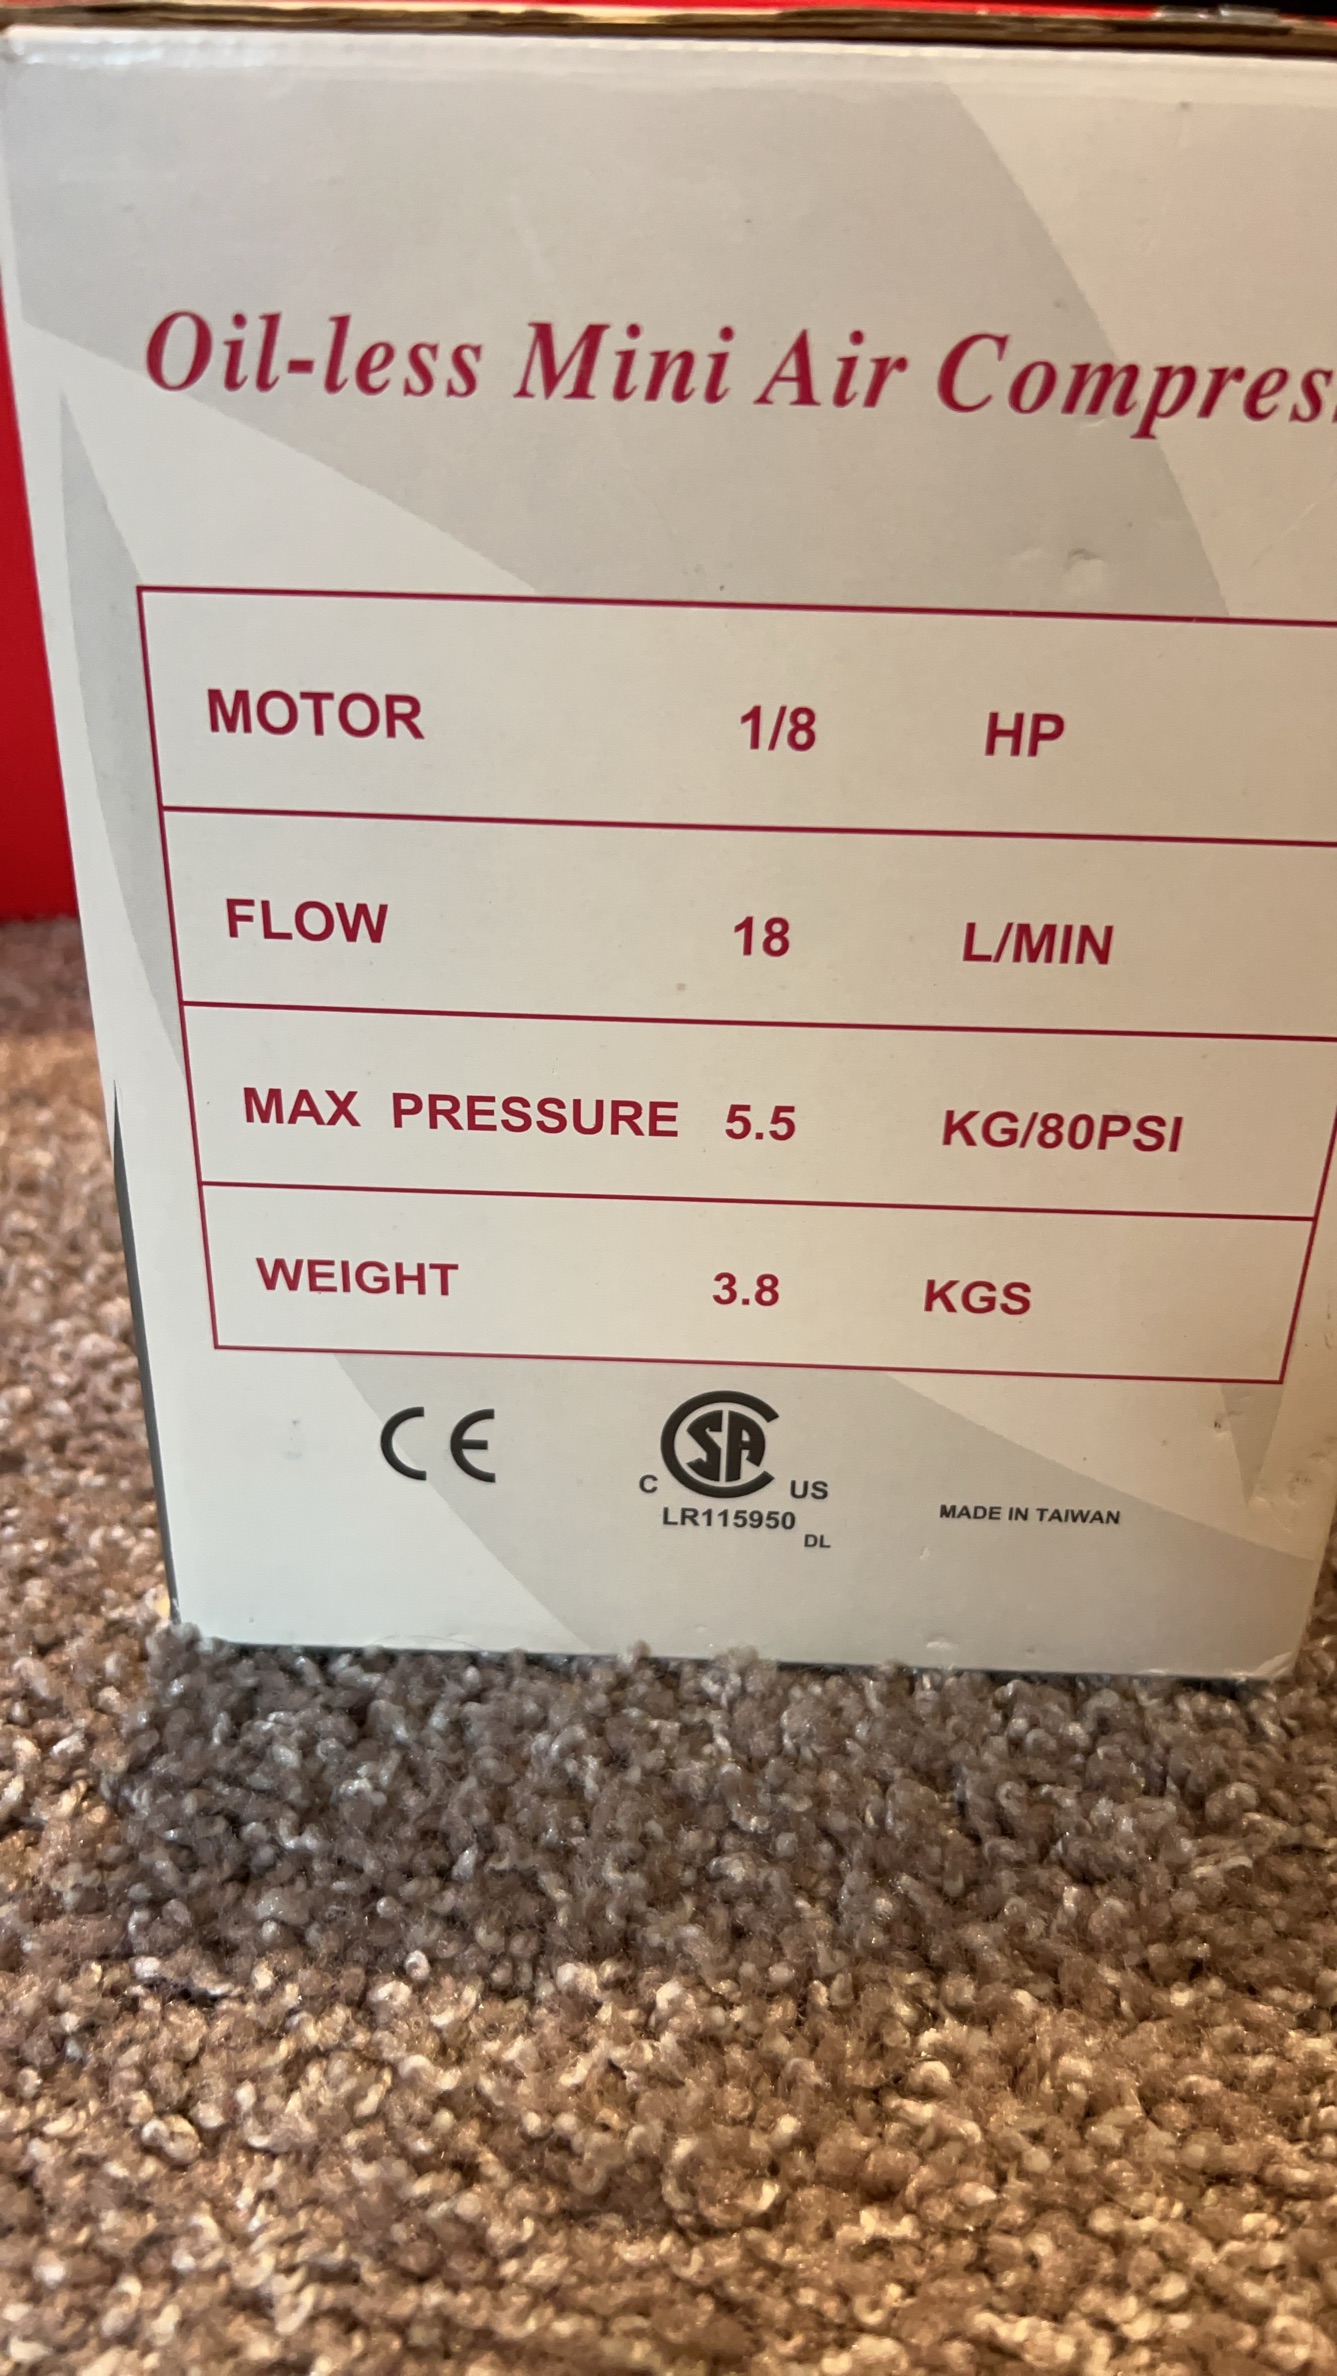 Oil-less Mini Air Compres
MOTOR 1/8 HP
FLOW 18 L/MIN
MAX PRESSURE 5.5 KG/80PSI
WEIGHT 3.8 KGS
CE
C SA US
LR115950
DL
MADE IN TAIWAN